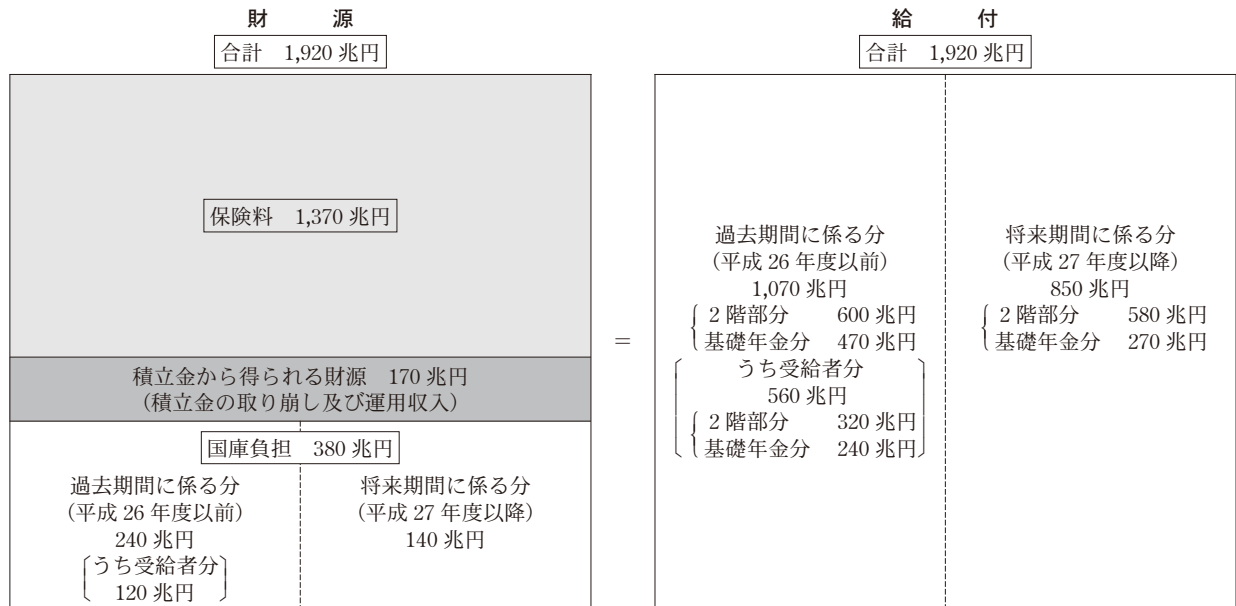 財　源
合計　1,920 兆円
保険料　1,370 兆円
積立金から得られる財源　170 兆円
(積立金の取り崩し及び運用収入)
国庫負担　380 兆円
過去期間に係る分
(平成 26 年度以前)
240 兆円
うち受給者分
120 兆円
将来期間に係る分
(平成 27 年度以降)
140 兆円
=
給　付
合計　1,920 兆円
過去期間に係る分
(平成 26 年度以前)
1,070 兆円
2 階部分　600 兆円
基礎年金分　470 兆円
うち受給者分
560 兆円
2 階部分　320 兆円
基礎年金分　240 兆円
将来期間に係る分
(平成 27 年度以降)
850 兆円
2 階部分　580 兆円
基礎年金分　270 兆円